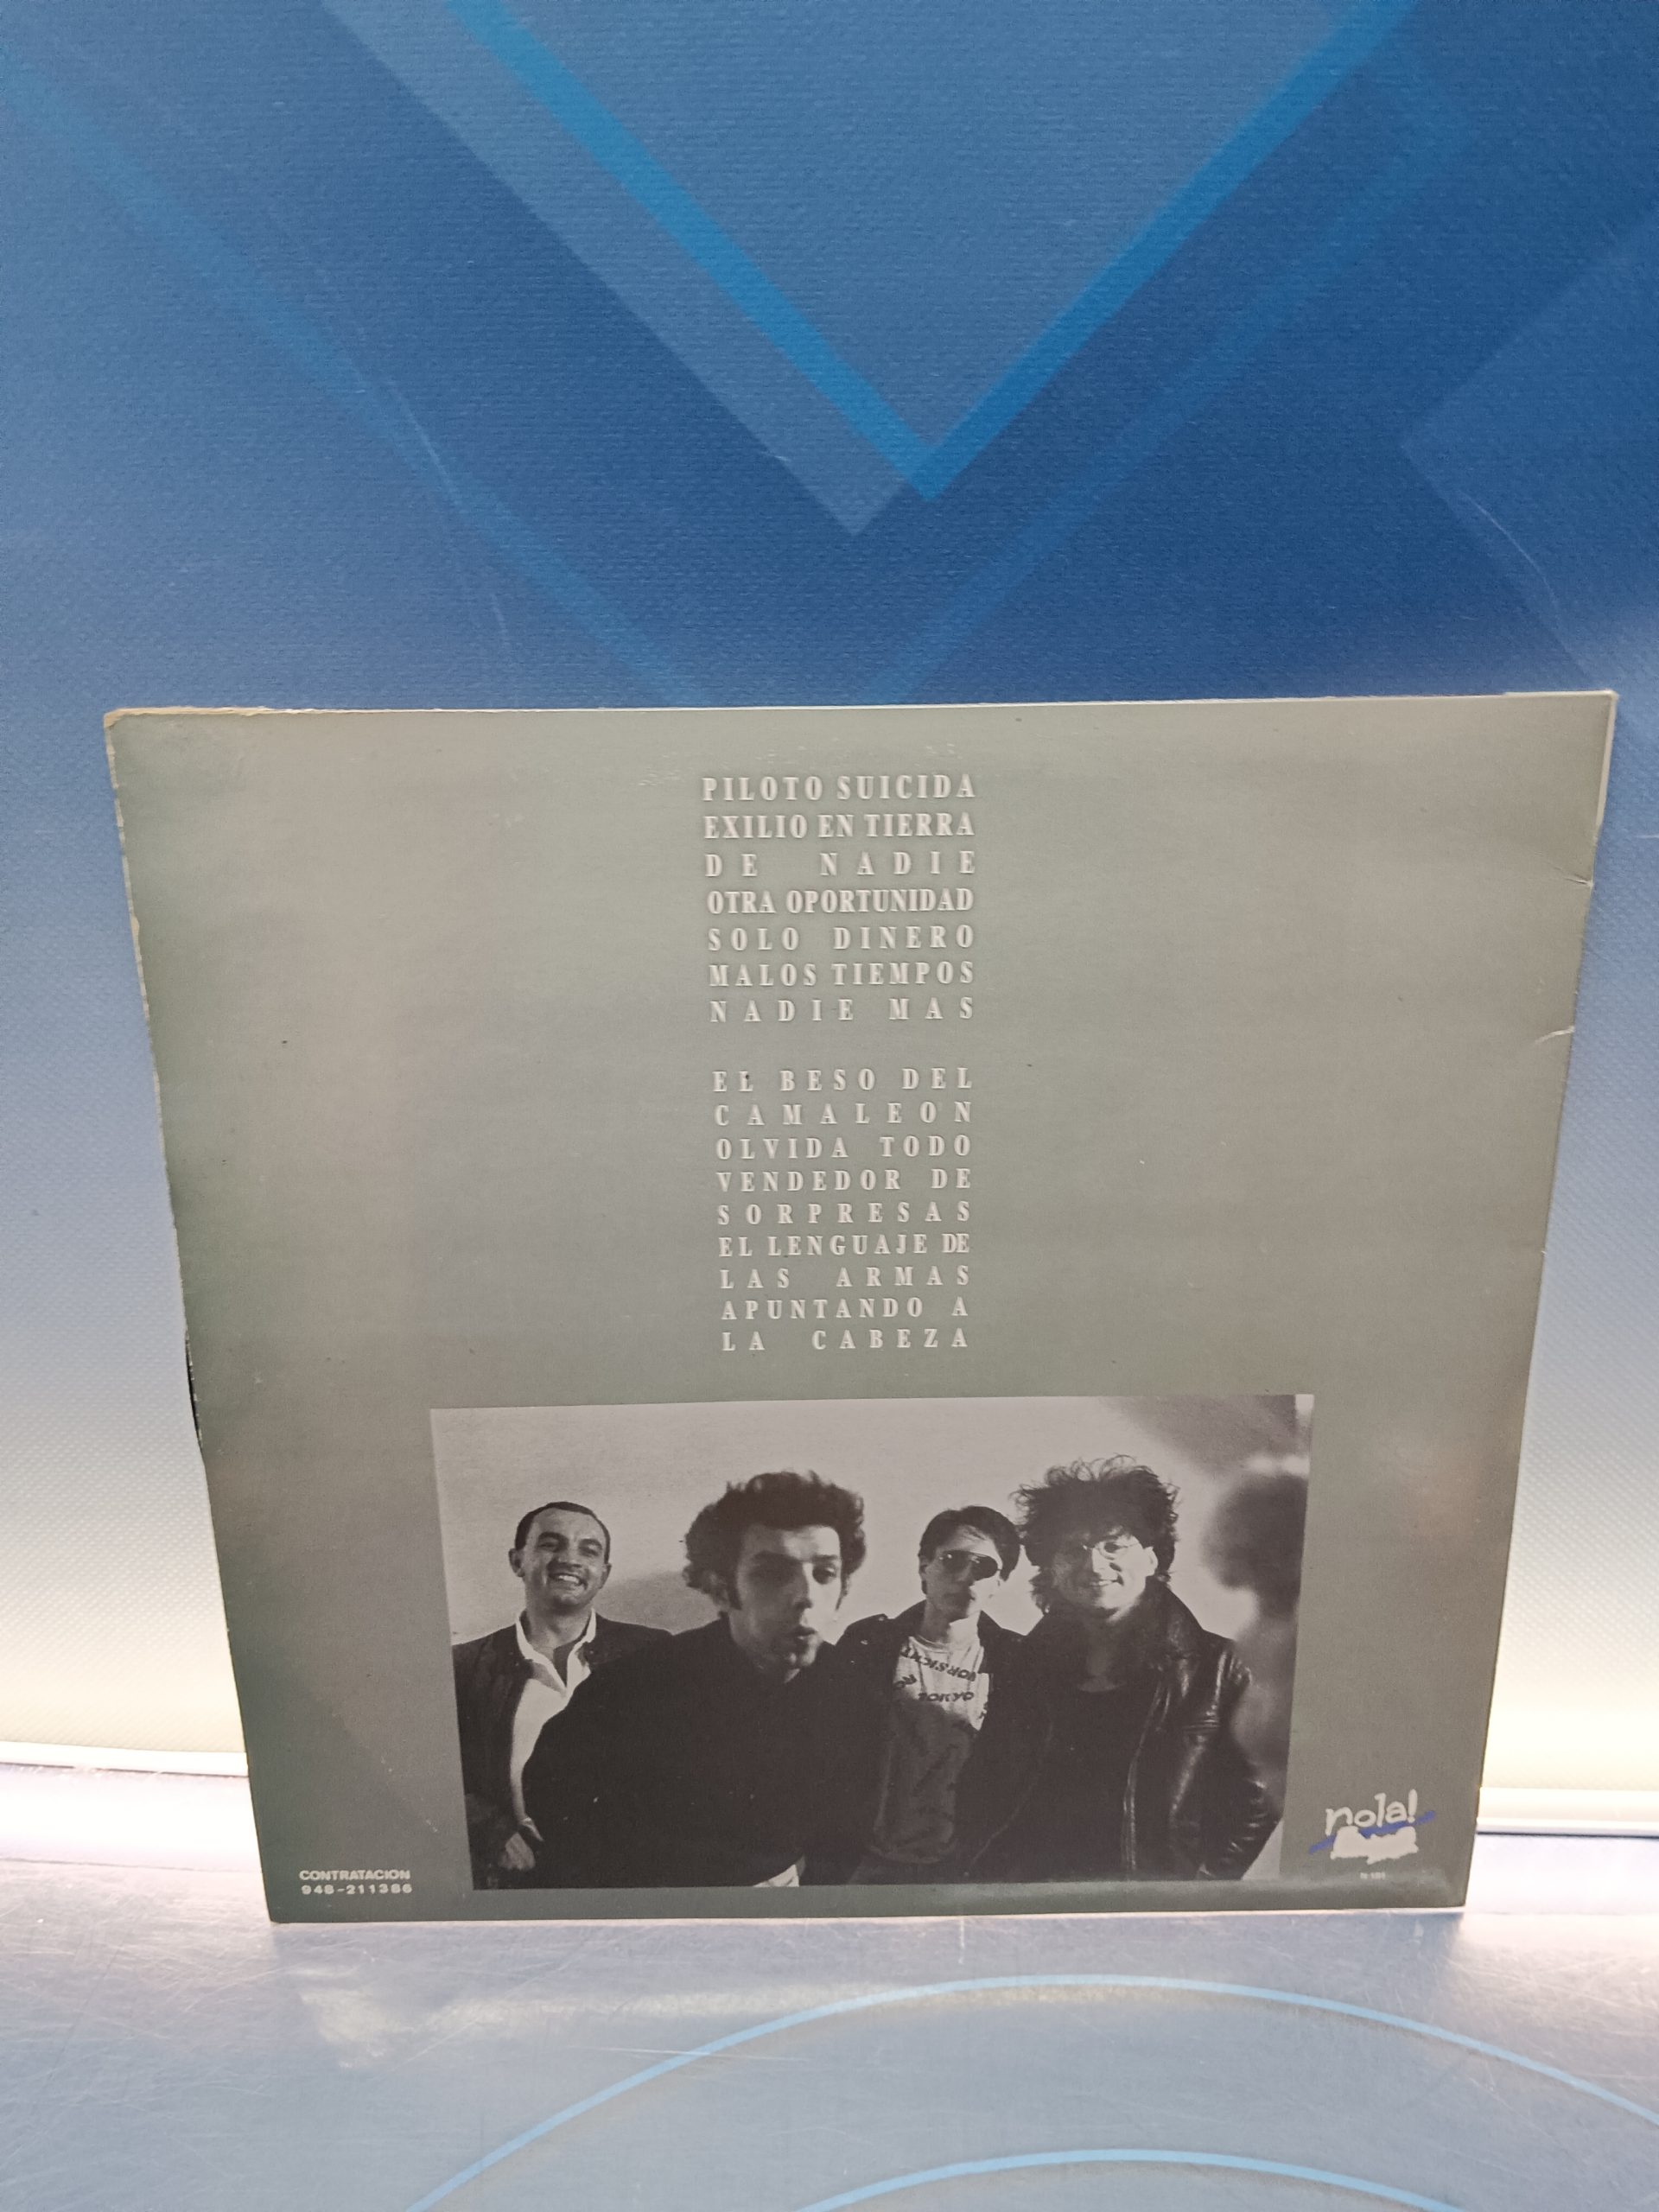 PILOTO SUICIDA
EXILIO EN TIERRA
DE NADIE
OTRA OPORTUNIDAD
SOLO DINERO
MALOS TIEMPOS
NADIE MAS
EL BESO DEL
CAMALEON
OLVIDA TODO
VENDEDOR DE
SORPRESAS
EL LENGUAJE DE
LAS ARMAS
APUNTANDO A
LA CABEZA
TOKYO
nola!
CONTRATACION
948-211386